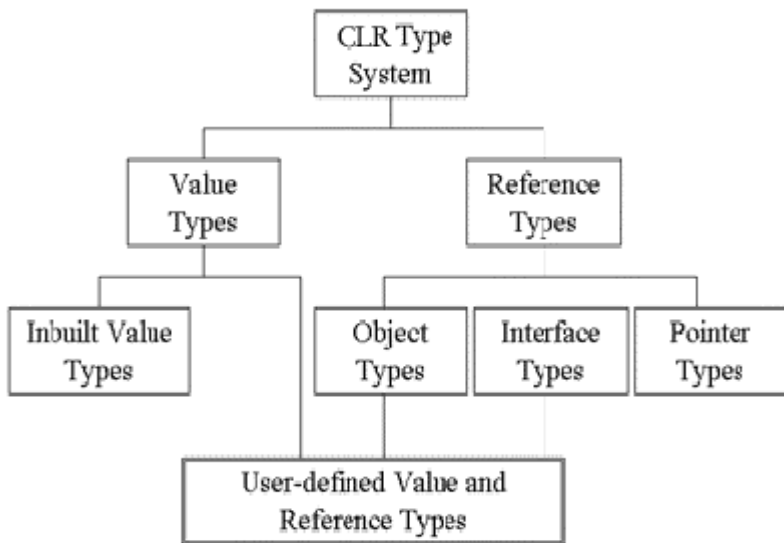 CLR Type
System
Value
Types
Reference
Types
Inbuilt Value
Types
Object
Types
Interface
Types
Pointer
Types
User-defined Value and
Reference Types